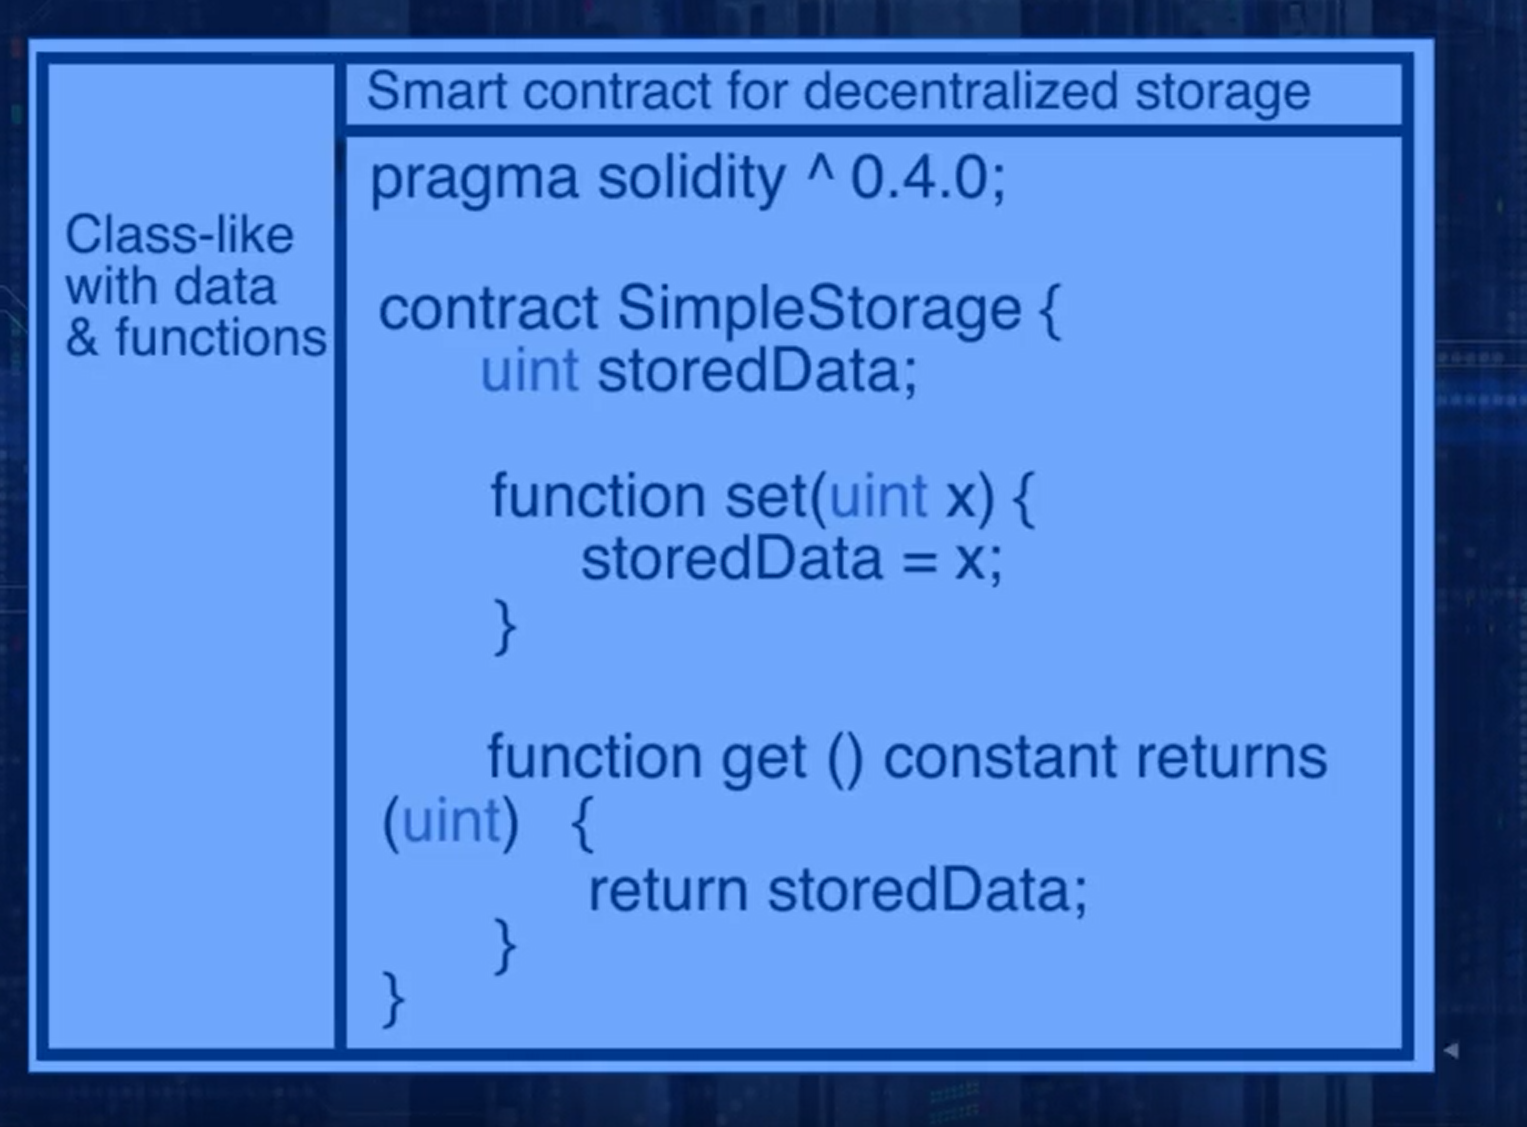 Smart contract for decentralized storage
Class-like
with data
& functions
pragma solidity ^ 0.4.0;
contract SimpleStorage {
uint storedData;
function set(uint x) {
storedData = x;
}
function get () constant returns
(uint) {
return storedData;
}
}